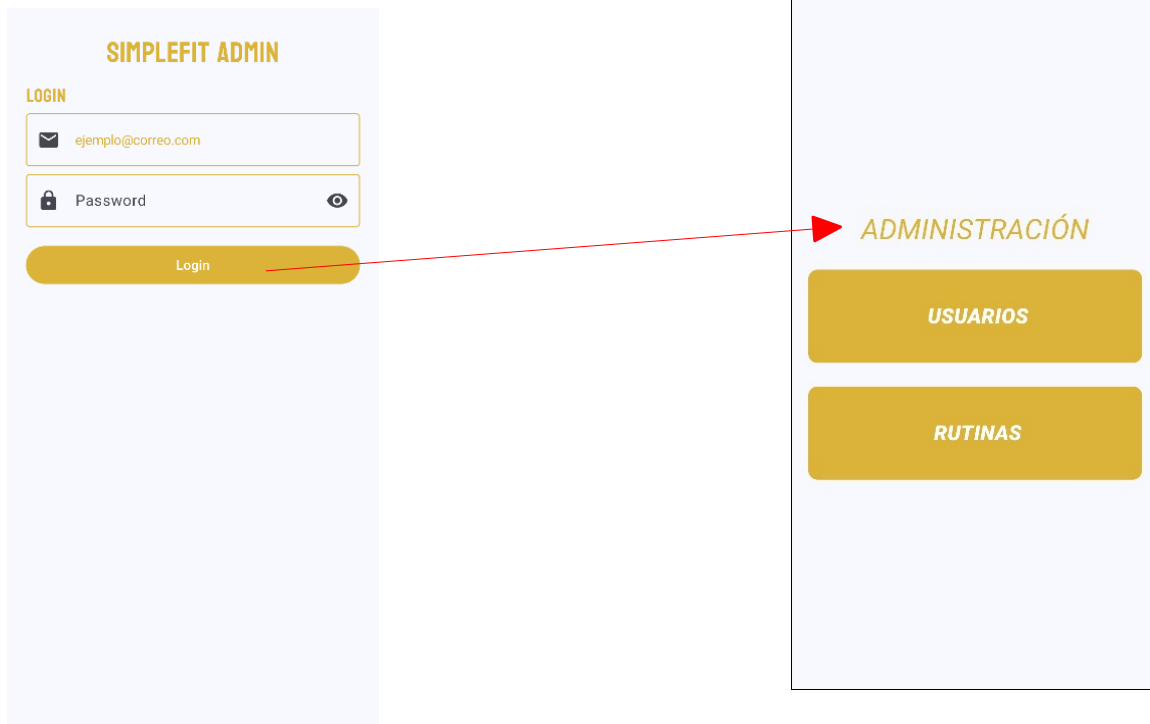 SIMPLEFIT ADMIN
LOGIN
ejemplo@correo.com
Password
Login
ADMINISTRACIÓN
USUARIOS
RUTINAS